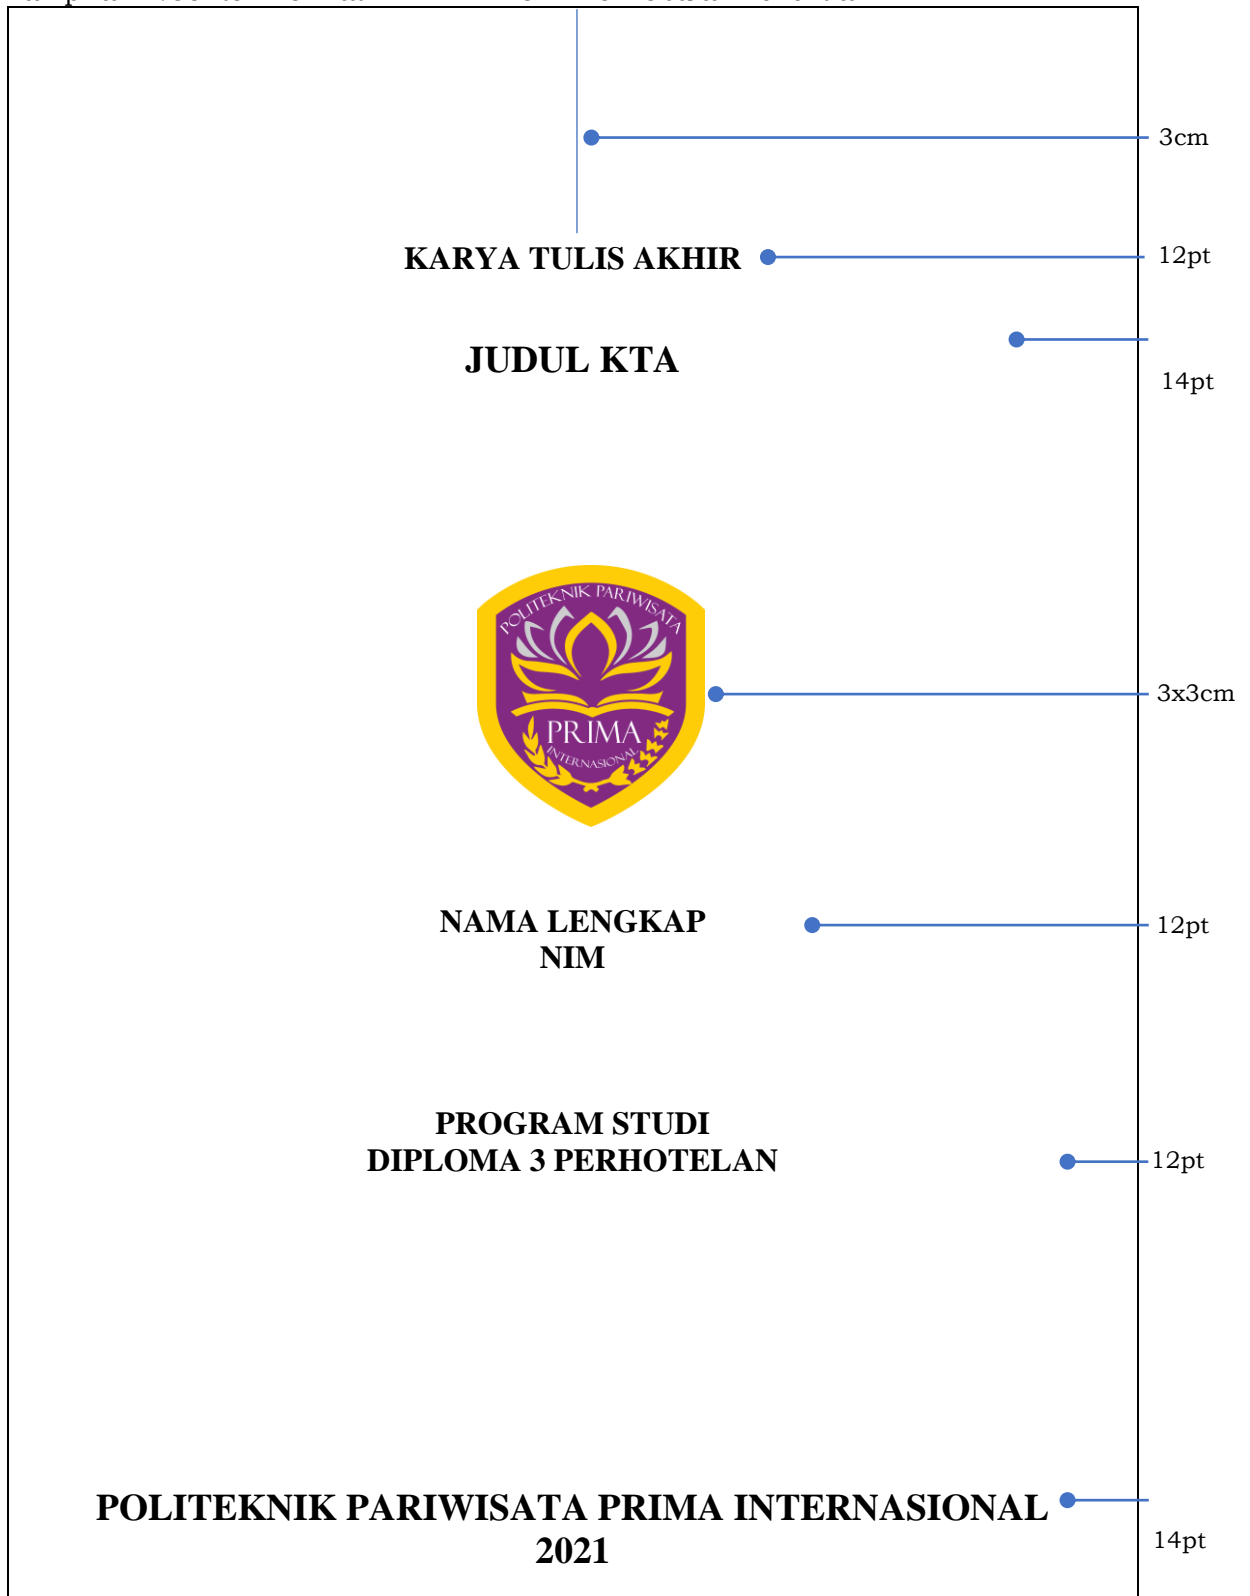 3cm
KARYA TULIS AKHIR
12pt
JUDUL KTA
14pt
POLITEKNIK PARIWISATA
PRIMA
INTERNASIONAL
3x3cm
NAMA LENGKAP
12pt
NIM
PROGRAM STUDI
DIPLOMA 3 PERHOTELAN
12pt
POLITEKNIK PARIWISATA PRIMA INTERNASIONAL
14pt
2021